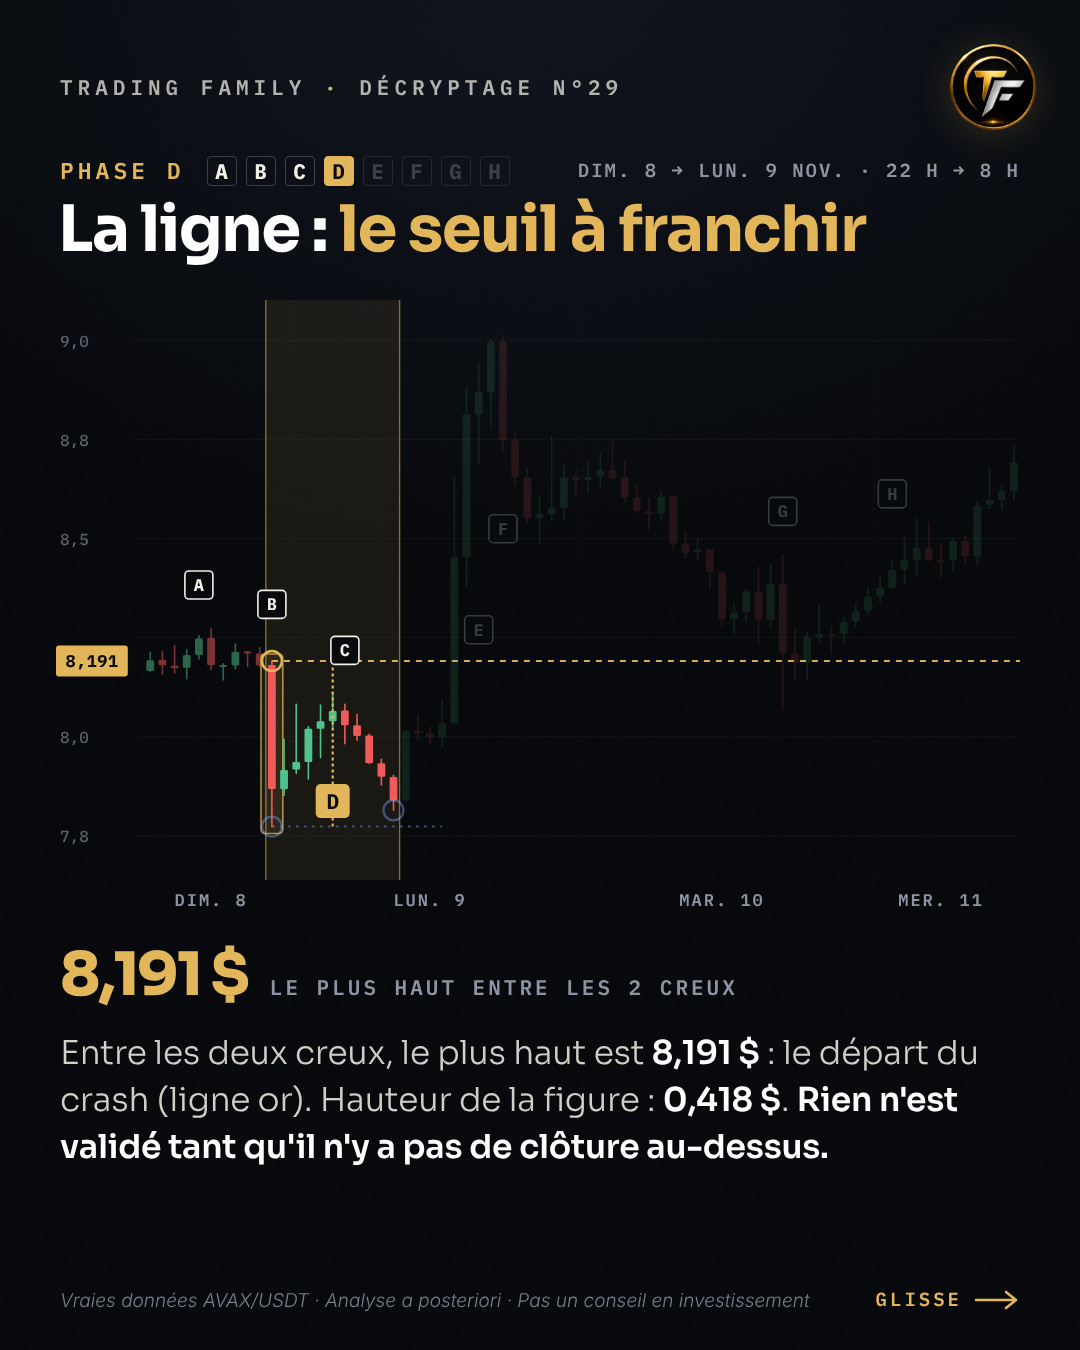 TRADING FAMILY · DÉCRYPTAGE N°29
TF
PHASE D A B C D E F G H
DIM. 8 → LUN. 9 NOV. · 22 H → 8 H
La ligne : le seuil à franchir
9,0
8,8
8,5
8,191
8,0
7,8
A
B
C
D
E
F
G
H
DIM. 8
LUN. 9
MAR. 10
MER. 11
8,191 $ LE PLUS HAUT ENTRE LES 2 CREUX
Entre les deux creux, le plus haut est 8,191 $ : le départ du
crash (ligne or). Hauteur de la figure : 0,418 $. Rien n'est
validé tant qu'il n'y a pas de clôture au-dessus.
Vraies données AVAX/USDT · Analyse a posteriori · Pas un conseil en investissement
GLISSE →